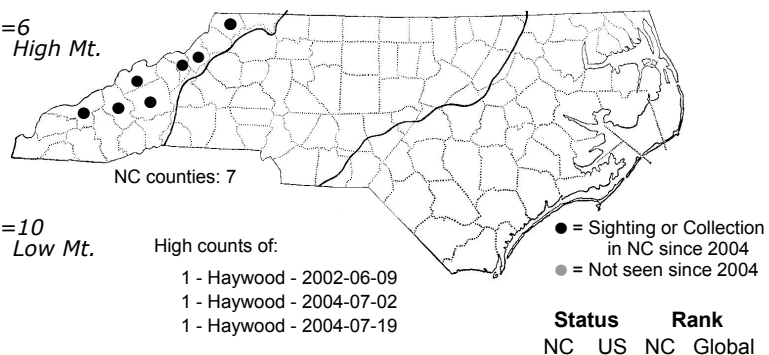 =6
High Mt.
NC counties: 7
=10
Low Mt.
High counts of:
1 - Haywood - 2002-06-09
1 - Haywood - 2004-07-02
1 - Haywood - 2004-07-19
● = Sighting or Collection
in NC since 2004
● = Not seen since 2004
Status Rank
NC US NC Global